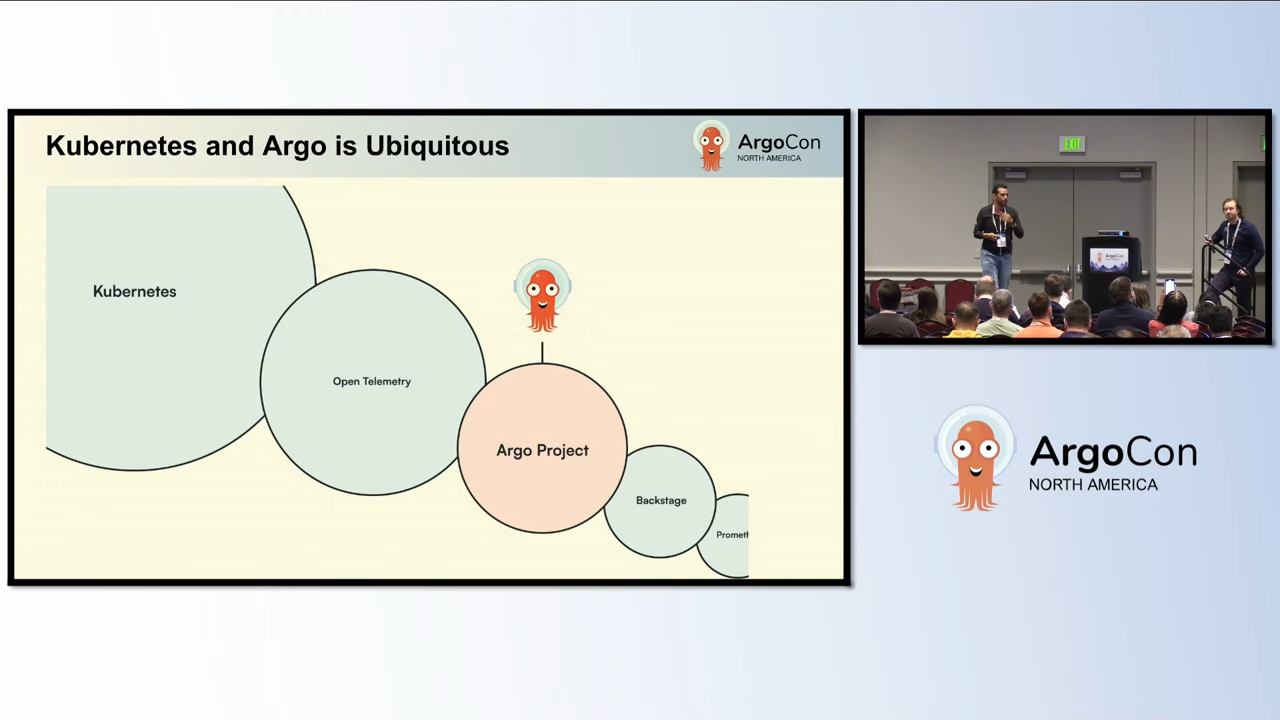 Kubernetes and Argo is Ubiquitous
ArgoCon
NORTH AMERICA
Kubernetes
Open Telemetry
Argo Project
Backstage
Prometh
EXIT
ArgoCon
ArgoCon
NORTH AMERICA